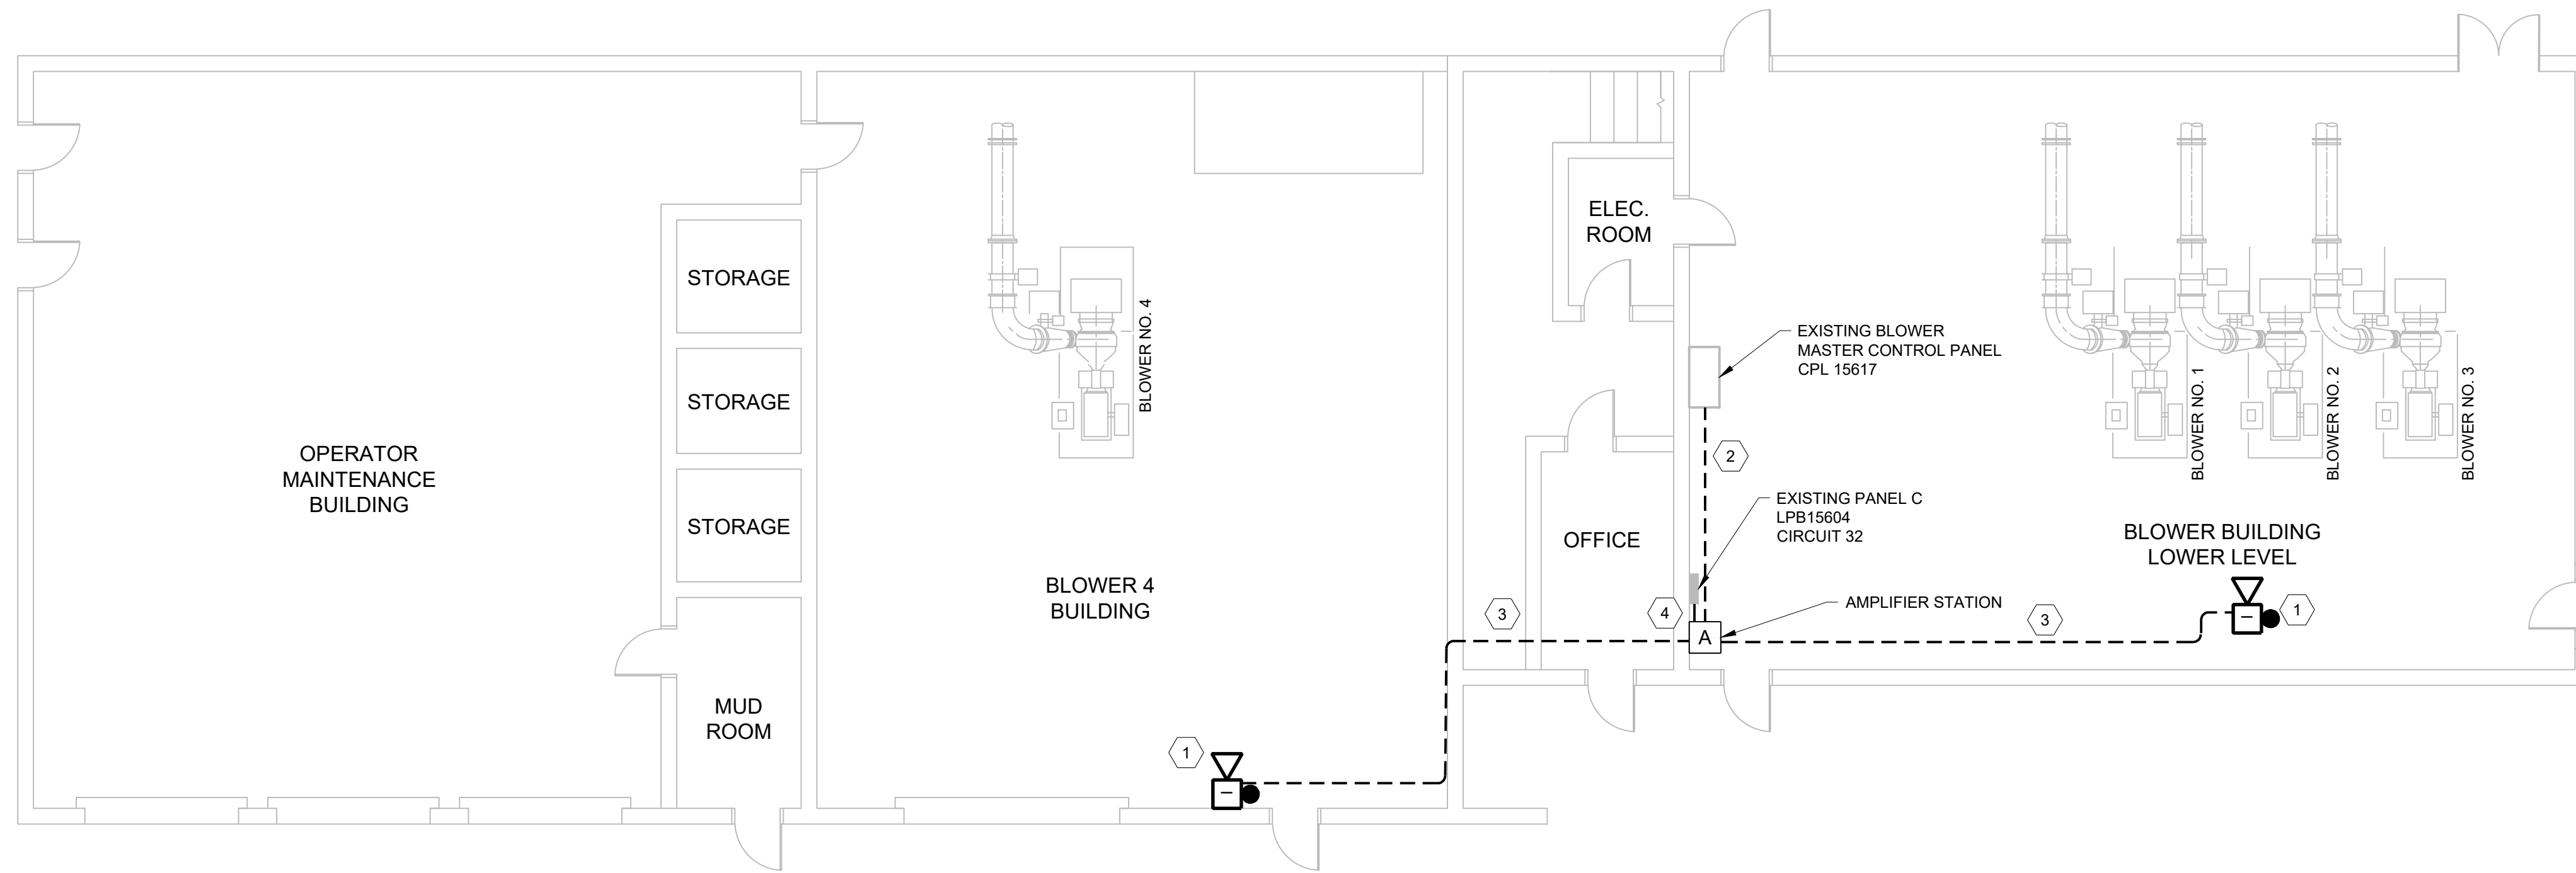 OPERATOR
MAINTENANCE
BUILDING
STORAGE
STORAGE
STORAGE
MUD
ROOM
BLOWER NO. 4
BLOWER 4
BUILDING
1
3
ELEC.
ROOM
OFFICE
4
A
EXISTING BLOWER
MASTER CONTROL PANEL
CPL 15617
2
EXISTING PANEL C
LPB15604
CIRCUIT 32
AMPLIFIER STATION
3
BLOWER NO. 1
BLOWER NO. 2
BLOWER NO. 3
BLOWER BUILDING
LOWER LEVEL
1